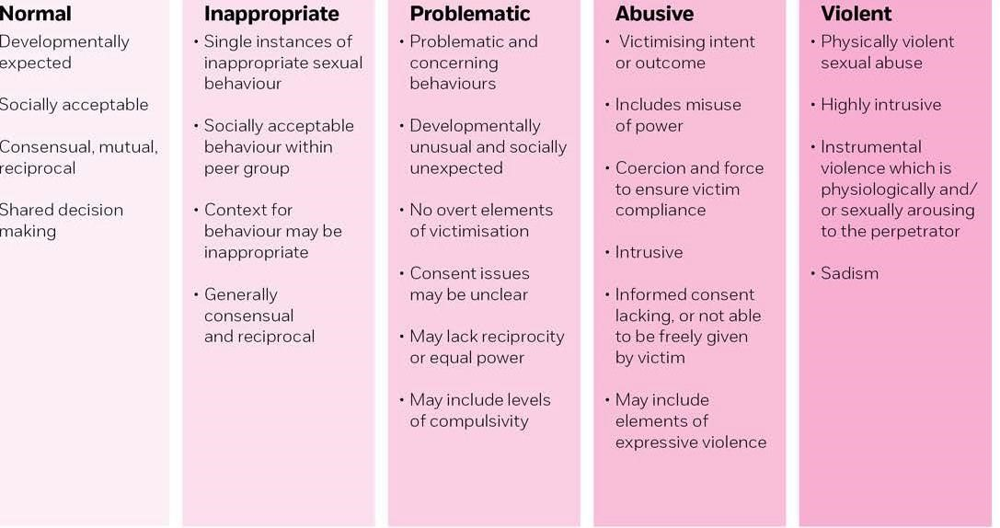 Normal
Developmentally
expected
Socially acceptable
Consensual, mutual,
reciprocal
Shared decision
making
Inappropriate
• Single instances of
inappropriate sexual
behaviour
• Socially acceptable
behaviour within
peer group
• Context for
behaviour may be
inappropriate
• Generally
consensual
and reciprocal
Problematic
• Problematic and
concerning
behaviours
• Developmentally
unusual and socially
unexpected
• No overt elements
of victimisation
• Consent issues
may be unclear
• May lack reciprocity
or equal power
• May include levels
of compulsivity
Abusive
• Victimising intent
or outcome
• Includes misuse
of power
• Coercion and force
to ensure victim
compliance
• Intrusive
• Informed consent
lacking, or not able
to be freely given
by victim
• May include
elements of
expressive violence
Violent
• Physically violent
sexual abuse
• Highly intrusive
• Instrumental
violence which is
physiologically and/
or sexually arousing
to the perpetrator
• Sadism